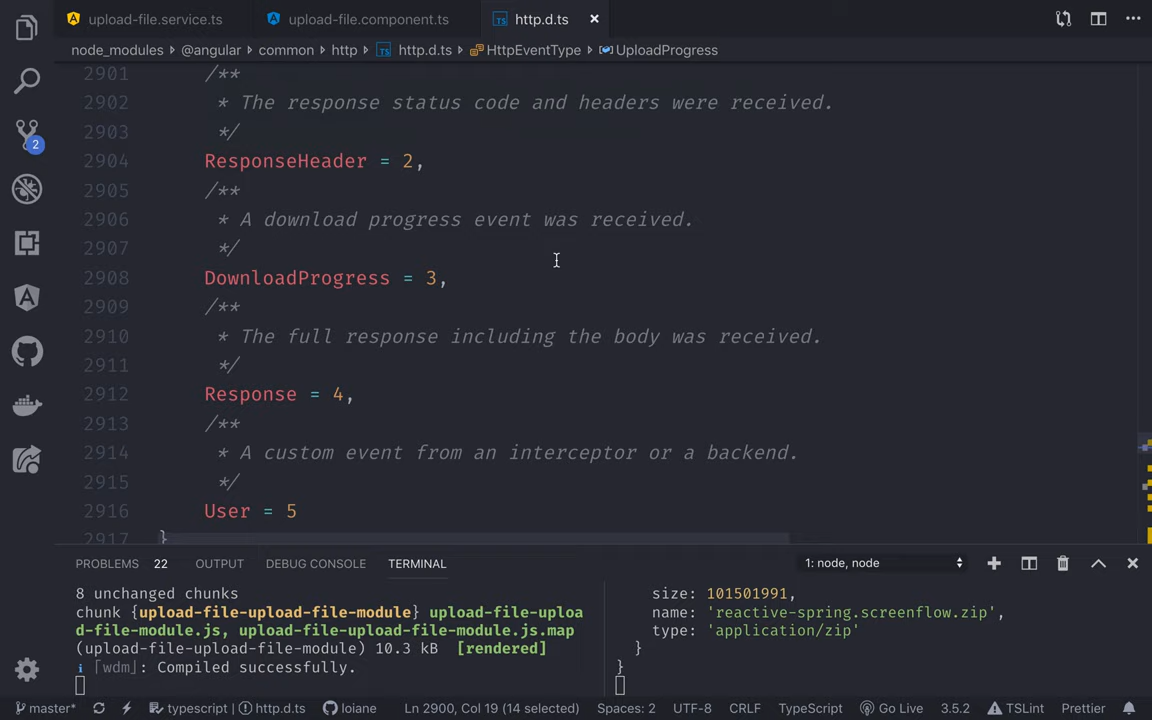 upload-file.service.ts
upload-file.component.ts
TS http.d.ts
node_modules ▸ @angular ▸ common ▸ http ▸ TS http.d.ts ▸ HttpEventType ▸ UploadProgress
2901 /**
2902 * The response status code and headers were received.
2903 */
2904 ResponseHeader = 2,
2905 /**
2906 * A download progress event was received.
2907 */
2908 DownloadProgress = 3,
2909 /**
2910 * The full response including the body was received.
2911 */
2912 Response = 4,
2913 /**
2914 * A custom event from an interceptor or a backend.
2915 */
2916 User = 5
2917 }
2
PROBLEMS 22 OUTPUT DEBUG CONSOLE TERMINAL 1: node, node
8 unchanged chunks
chunk {upload-file-upload-file-module} upload-file-uploa
d-file-module.js, upload-file-upload-file-module.js.map
(upload-file-upload-file-module) 10.3 kB [rendered]
i ｢wdm｣: Compiled successfully.
size: 101501991,
name: 'reactive-spring.screenflow.zip',
type: 'application/zip'
}
}
master* typescript | http.d.ts loiane Ln 2900, Col 19 (14 selected) Spaces: 2 UTF-8 CRLF TypeScript Go Live 3.5.2 TSLint Prettier